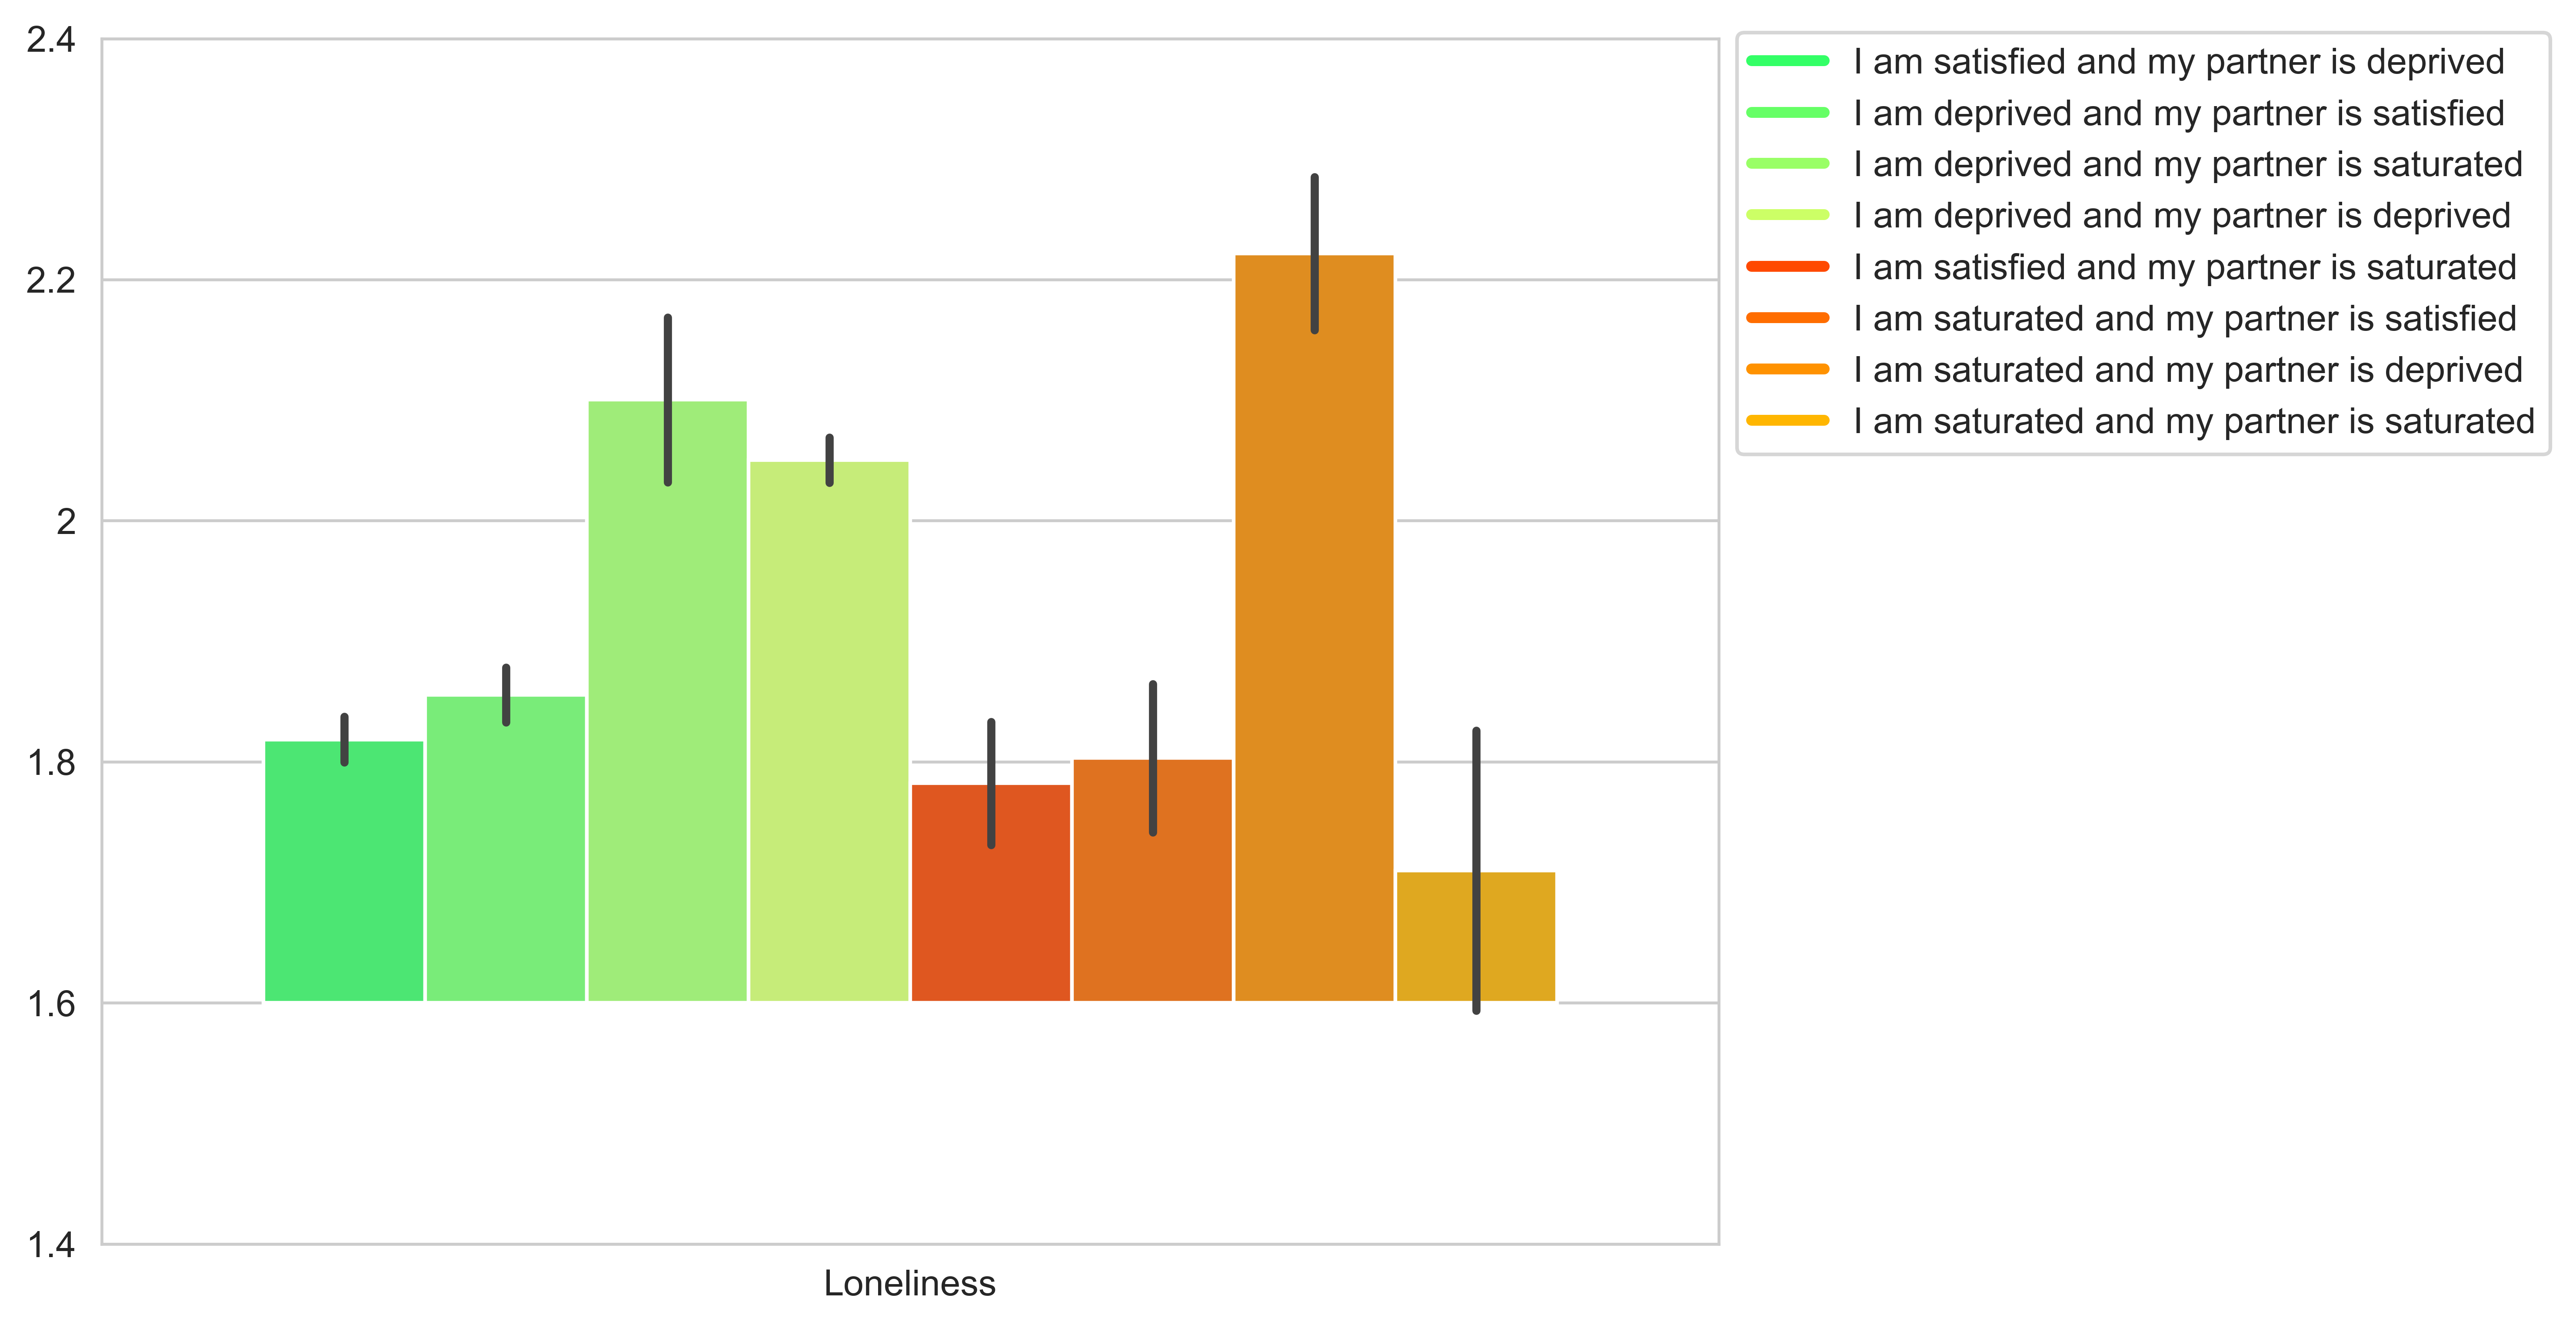 2.4
2.2
2
1.8
1.6
1.4
Loneliness
I am satisfied and my partner is deprived
I am deprived and my partner is satisfied
I am deprived and my partner is saturated
I am deprived and my partner is deprived
I am satisfied and my partner is saturated
I am saturated and my partner is satisfied
I am saturated and my partner is deprived
I am saturated and my partner is saturated